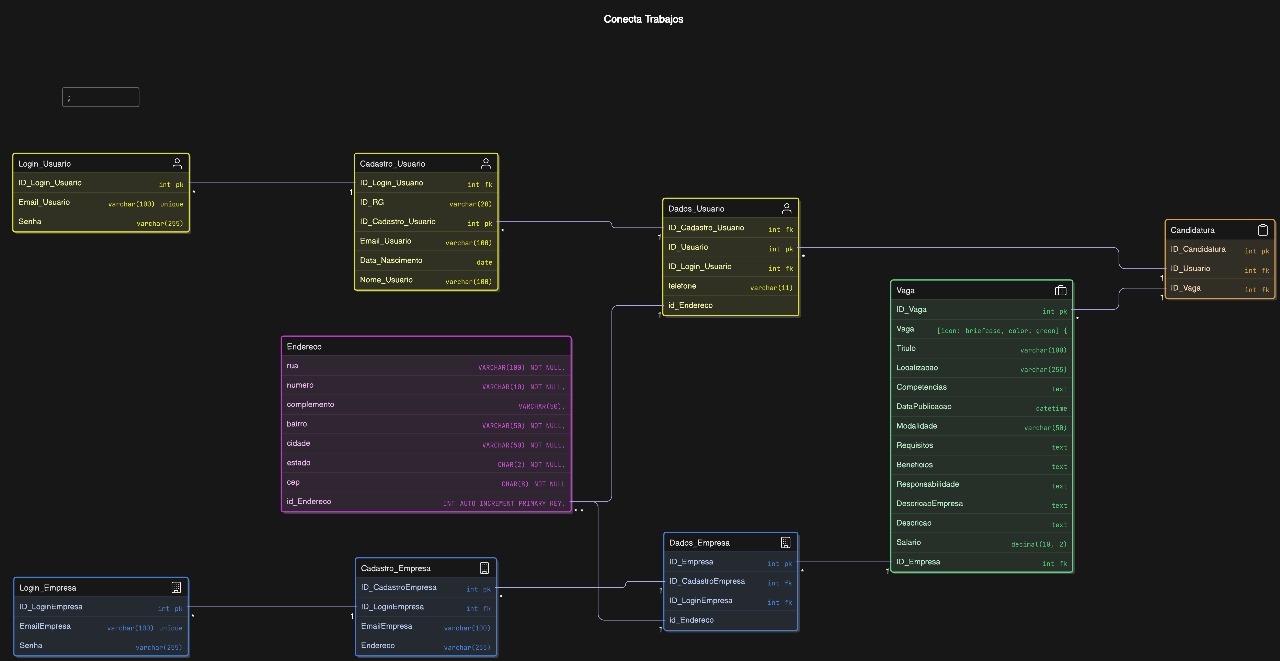 Conecta Trabajos
;
Login_Usuario
ID_Login_Usuario int pk
Email_Usuario varchar(100) unique
Senha varchar(255)
Cadastro_Usuario
ID_Login_Usuario int fk
ID_RG varchar(20)
ID_Cadastro_Usuario int pk
Email_Usuario varchar(100)
Data_Nascimento date
Nome_Usuario varchar(100)
Dados_Usuario
ID_Cadastro_Usuario int fk
ID_Usuario int pk
ID_Login_Usuario int fk
telefone varchar(11)
id_Endereco
Candidatura
ID_Candidatura int pk
ID_Usuario int fk
ID_Vaga int fk
Vaga
ID_Vaga int pk
Vaga [icon: briefcase, color: green] {
Titulo varchar(100)
Localizacao varchar(255)
Competencias text
DataPublicacao datetime
Modalidade varchar(50)
Requisitos text
Beneficios text
Responsabilidade text
DescricaoEmpresa text
Descricao text
Salario decimal(10, 2)
ID_Empresa int fk
Endereco
rua VARCHAR(100) NOT NULL,
numero VARCHAR(10) NOT NULL,
complemento VARCHAR(50),
bairro VARCHAR(50) NOT NULL,
cidade VARCHAR(50) NOT NULL,
estado CHAR(2) NOT NULL,
cep CHAR(8) NOT NULL
id_Endereco INT AUTO INCREMENT PRIMARY KEY,
Login_Empresa
ID_LoginEmpresa int pk
EmailEmpresa varchar(100) unique
Senha varchar(255)
Cadastro_Empresa
ID_CadastroEmpresa int pk
ID_LoginEmpresa int fk
EmailEmpresa varchar(100)
Endereco varchar(255)
Dados_Empresa
ID_Empresa int pk
ID_CadastroEmpresa int fk
ID_LoginEmpresa int fk
id_Endereco